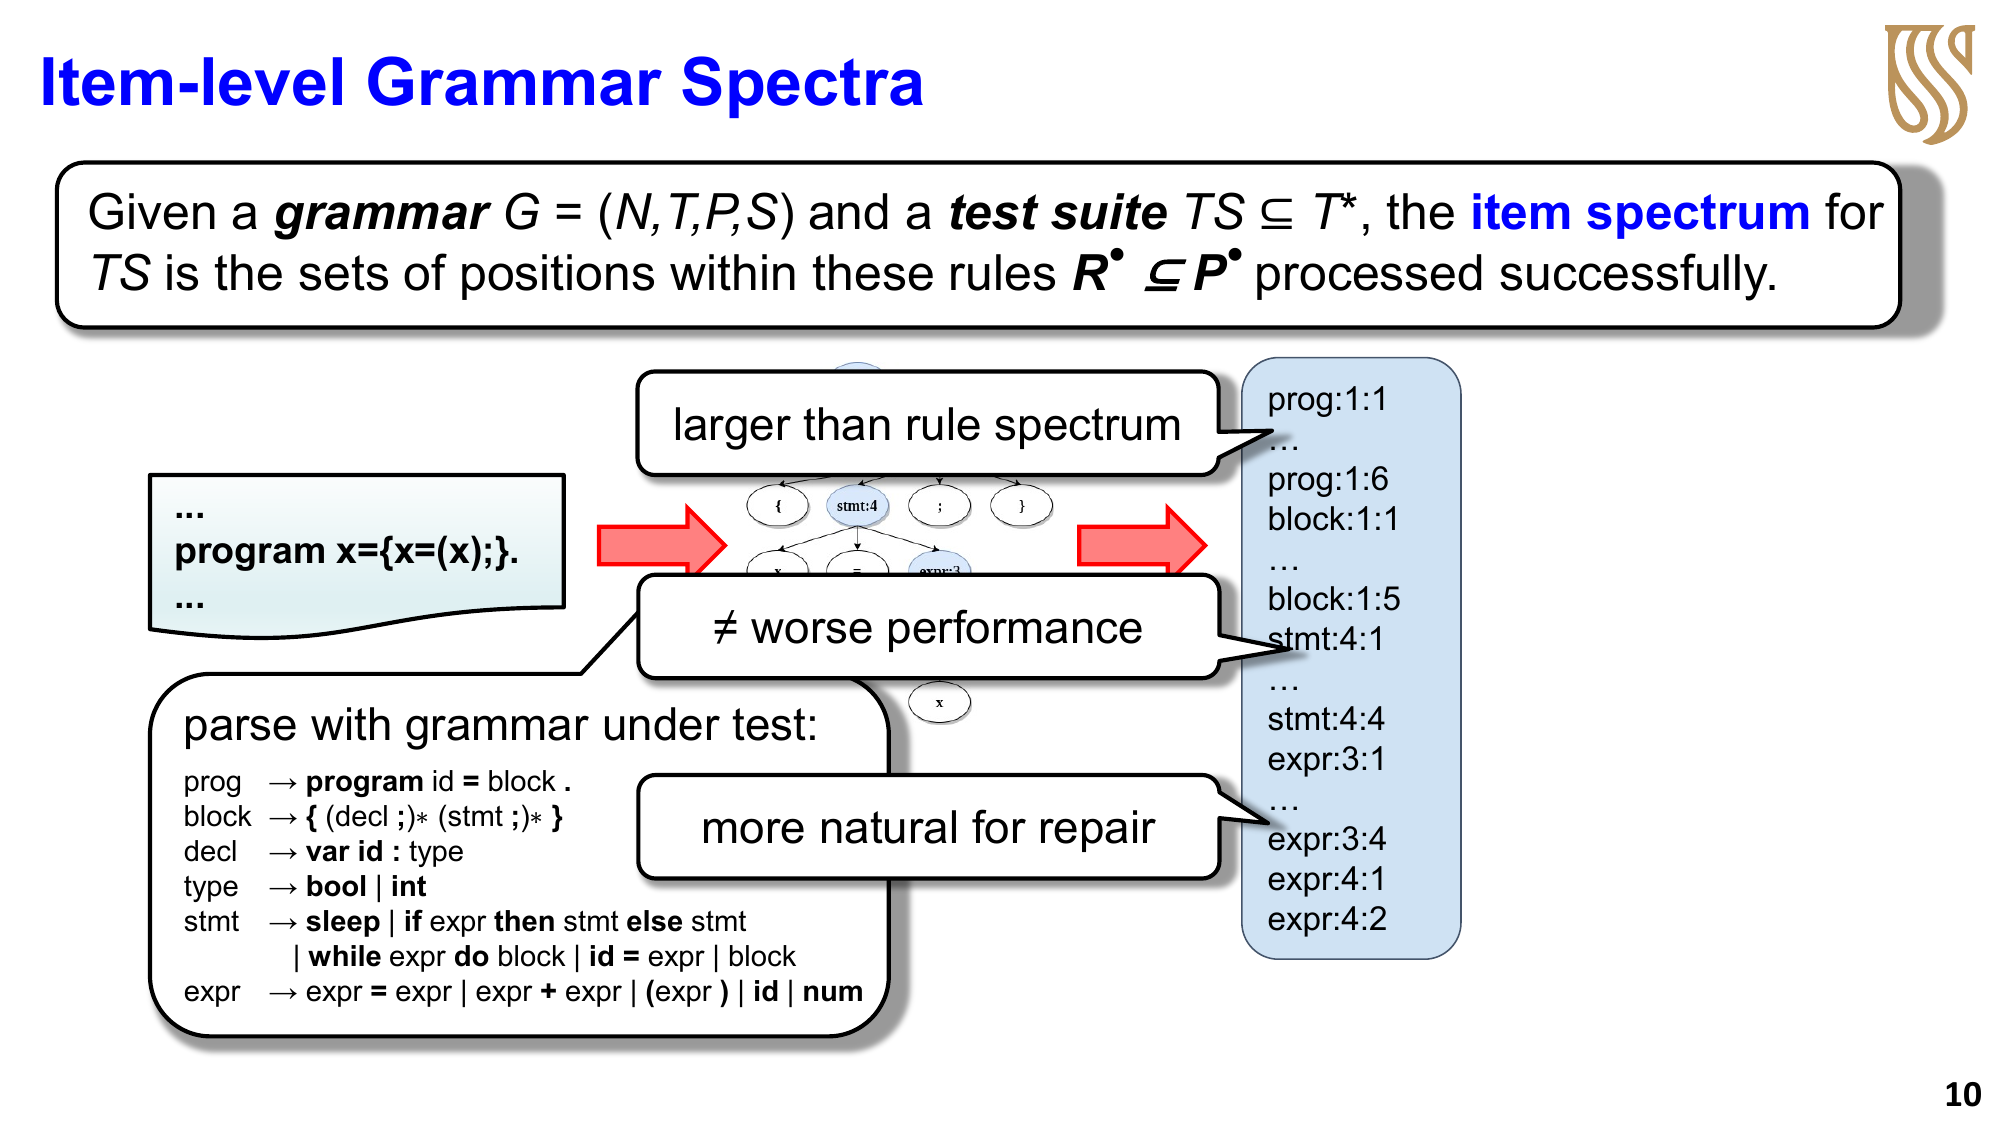 Item-level Grammar Spectra
Given a grammar G = (N,T,P,S) and a test suite TS ⊆ T*, the item spectrum for
TS is the sets of positions within these rules R• ⊆ P• processed successfully.
...
program x={x=(x);}.
...
larger than rule spectrum
{ stmt:4 ; }
x = expr:3
≠ worse performance
x
more natural for repair
parse with grammar under test:
prog → program id = block .
block → { (decl ;)* (stmt ;)* }
decl → var id : type
type → bool | int
stmt → sleep | if expr then stmt else stmt
| while expr do block | id = expr | block
expr → expr = expr | expr + expr | (expr ) | id | num
prog:1:1
…
prog:1:6
block:1:1
…
block:1:5
stmt:4:1
…
stmt:4:4
expr:3:1
…
expr:3:4
expr:4:1
expr:4:2
10